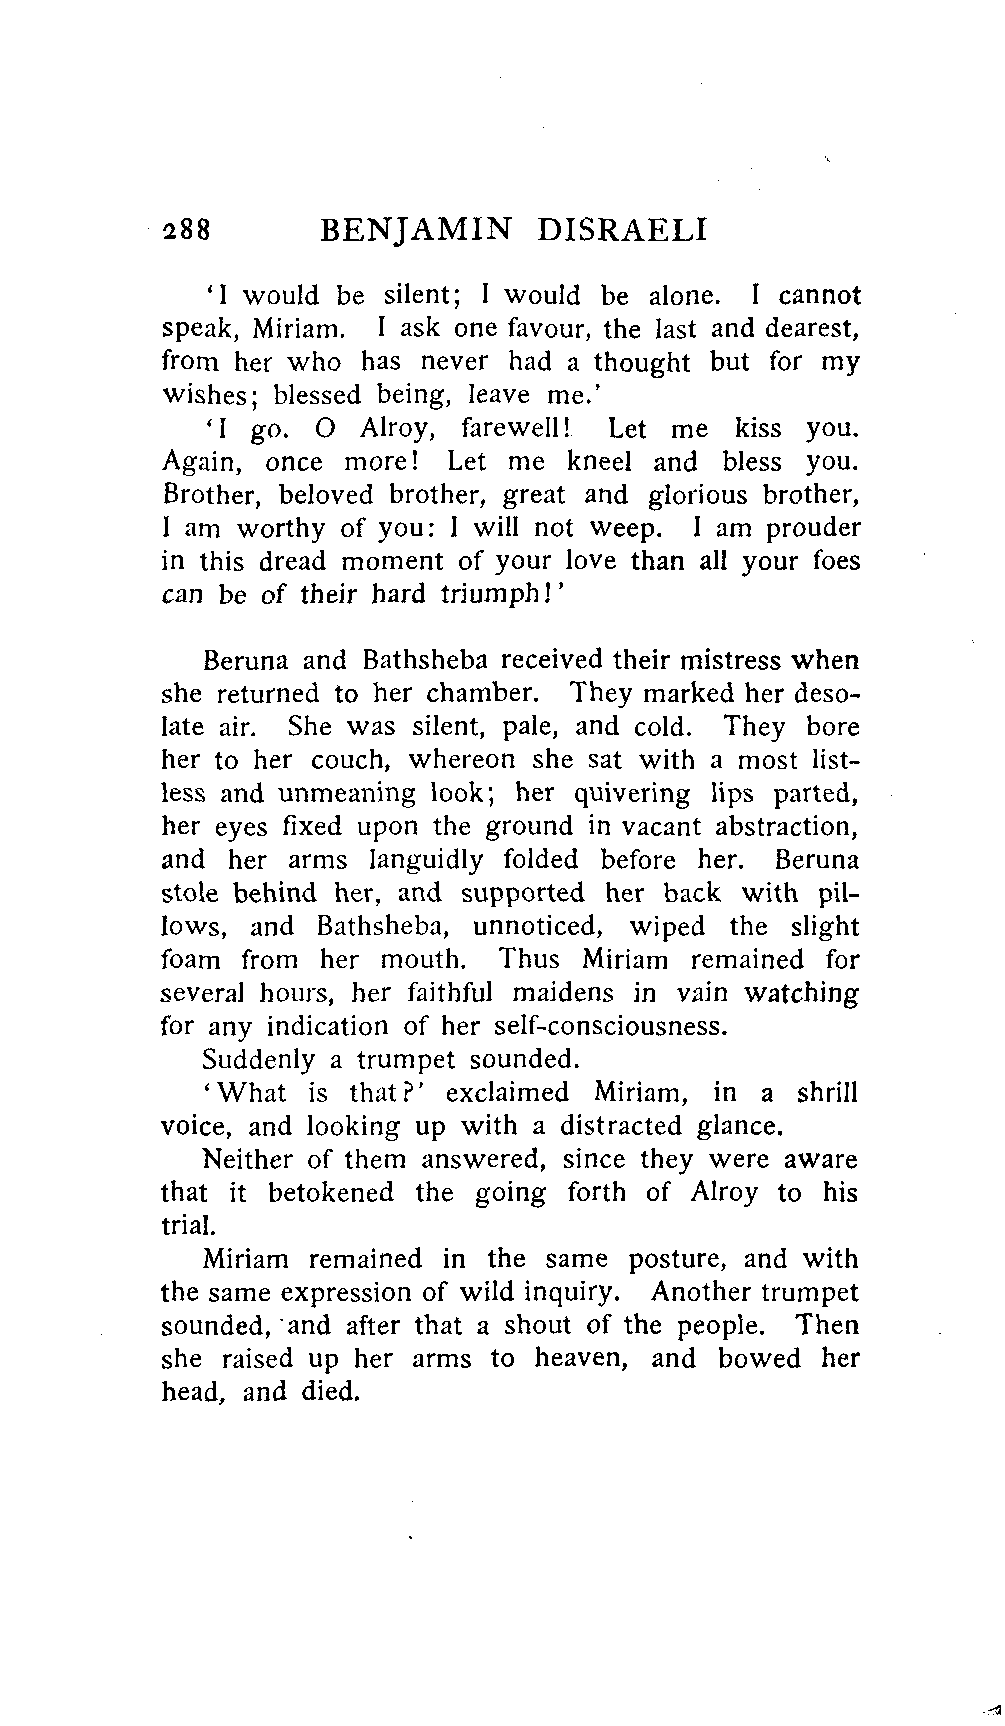 288 BENJAMIN DISRAELI
‘I would be silent; I would be alone. I cannot
speak, Miriam. I ask one favour, the last and dearest,
from her who has never had a thought but for my
wishes; blessed being, leave me.’
‘I go. O Alroy, farewell! Let me kiss you.
Again, once more! Let me kneel and bless you.
Brother, beloved brother, great and glorious brother,
I am worthy of you: I will not weep. I am prouder
in this dread moment of your love than all your foes
can be of their hard triumph!’
Beruna and Bathsheba received their mistress when
she returned to her chamber. They marked her deso-
late air. She was silent, pale, and cold. They bore
her to her couch, whereon she sat with a most list-
less and unmeaning look; her quivering lips parted,
her eyes fixed upon the ground in vacant abstraction,
and her arms languidly folded before her. Beruna
stole behind her, and supported her back with pil-
lows, and Bathsheba, unnoticed, wiped the slight
foam from her mouth. Thus Miriam remained for
several hours, her faithful maidens in vain watching
for any indication of her self-consciousness.
Suddenly a trumpet sounded.
‘What is that?’ exclaimed Miriam, in a shrill
voice, and looking up with a distracted glance.
Neither of them answered, since they were aware
that it betokened the going forth of Alroy to his
trial.
Miriam remained in the same posture, and with
the same expression of wild inquiry. Another trumpet
sounded, and after that a shout of the people. Then
she raised up her arms to heaven, and bowed her
head, and died.